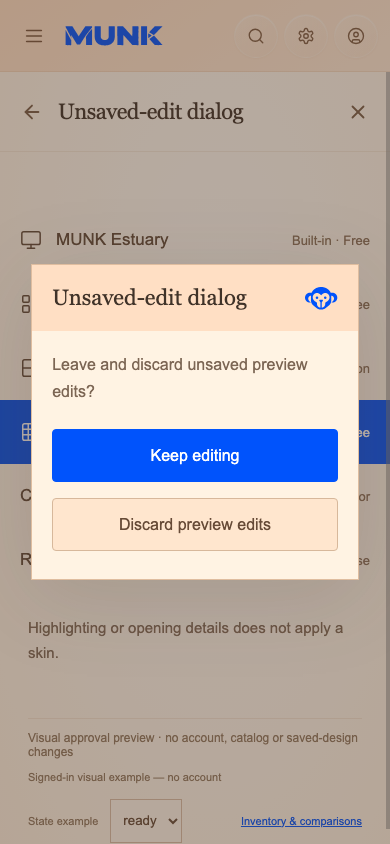 MUNK
Unsaved-edit dialog
MUNK Estuary
Built-in · Free
Unsaved-edit dialog
Leave and discard unsaved preview
edits?
Keep editing
Discard preview edits
Highlighting or opening details does not apply a
skin.
Visual approval preview · no account, catalog or saved-design
changes
Signed-in visual example — no account
State example
ready
Inventory & comparisons